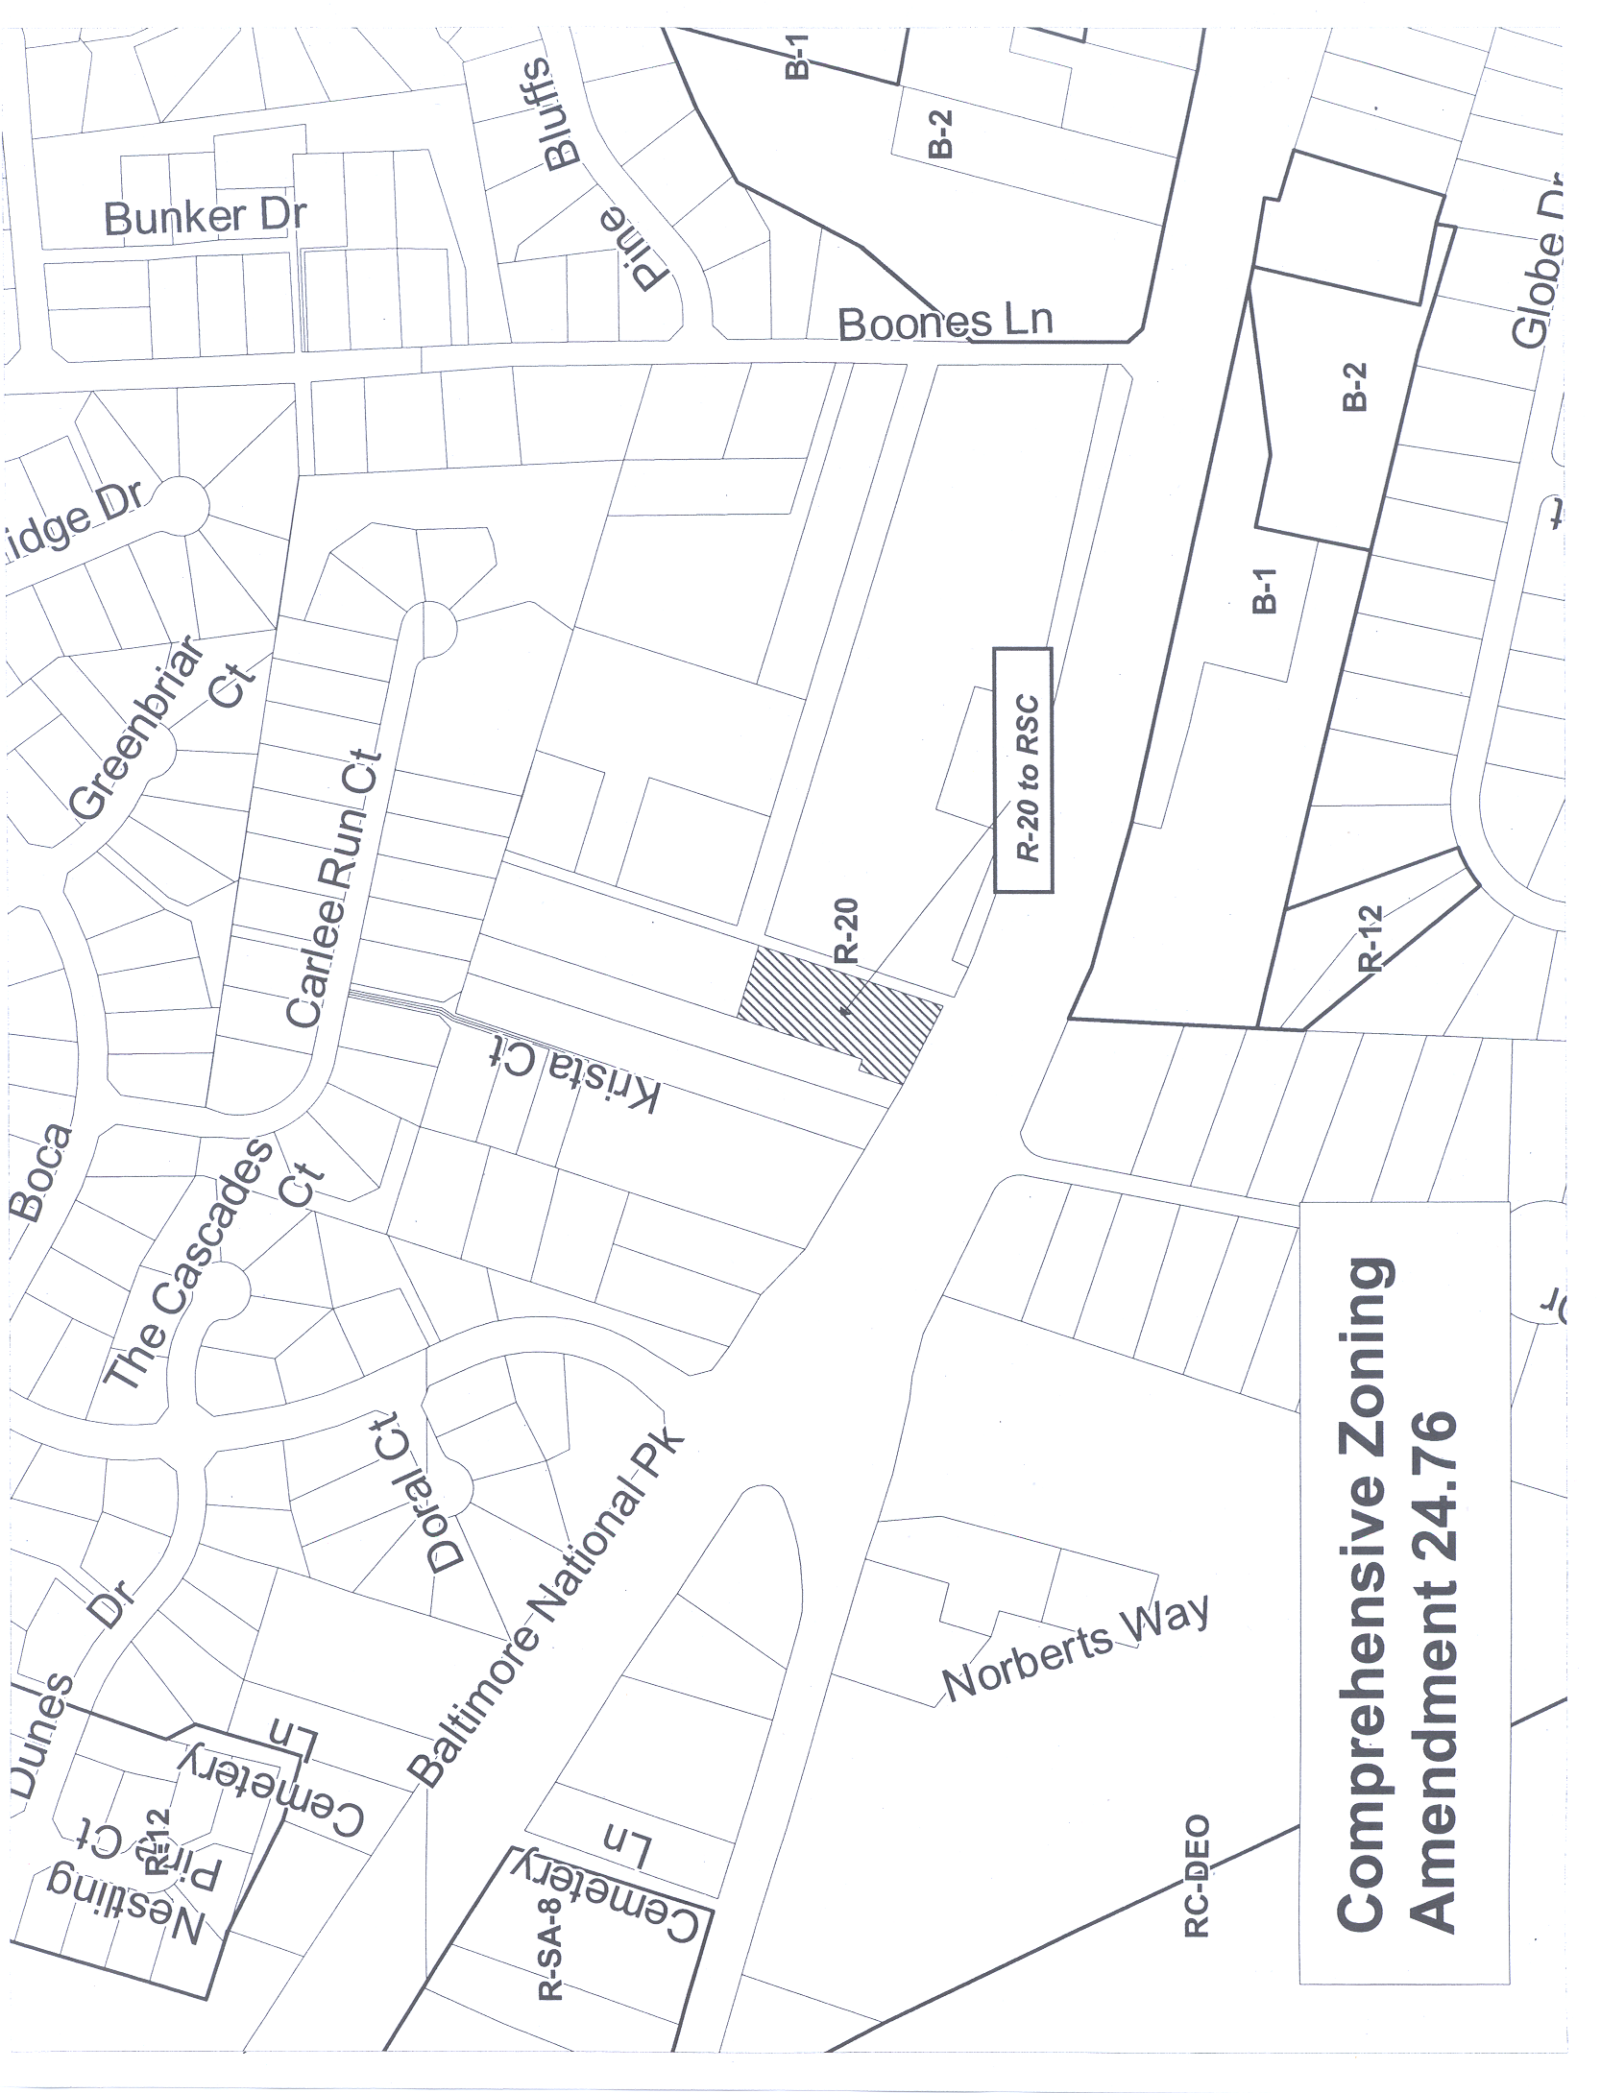 Bluffs
Pine
B-1
B-2
Bunker Dr
Boones Ln
Globe Dr
B-2
B-1
idge Dr
Greenbriar
Ct
Carlee Run Ct
R-20 to RSC
R-20
R-12
Krista Ct
Boca
The Cascades
Ct
Doral Ct
Baltimore National Pk
Dr
Dunes
Norberts Way
Cemetery
Ln
Nestling
Pine Ct
R-12
Cemetery
Ln
R-SA-8
RC-DEO
Dr
Comprehensive Zoning
Amendment 24.76